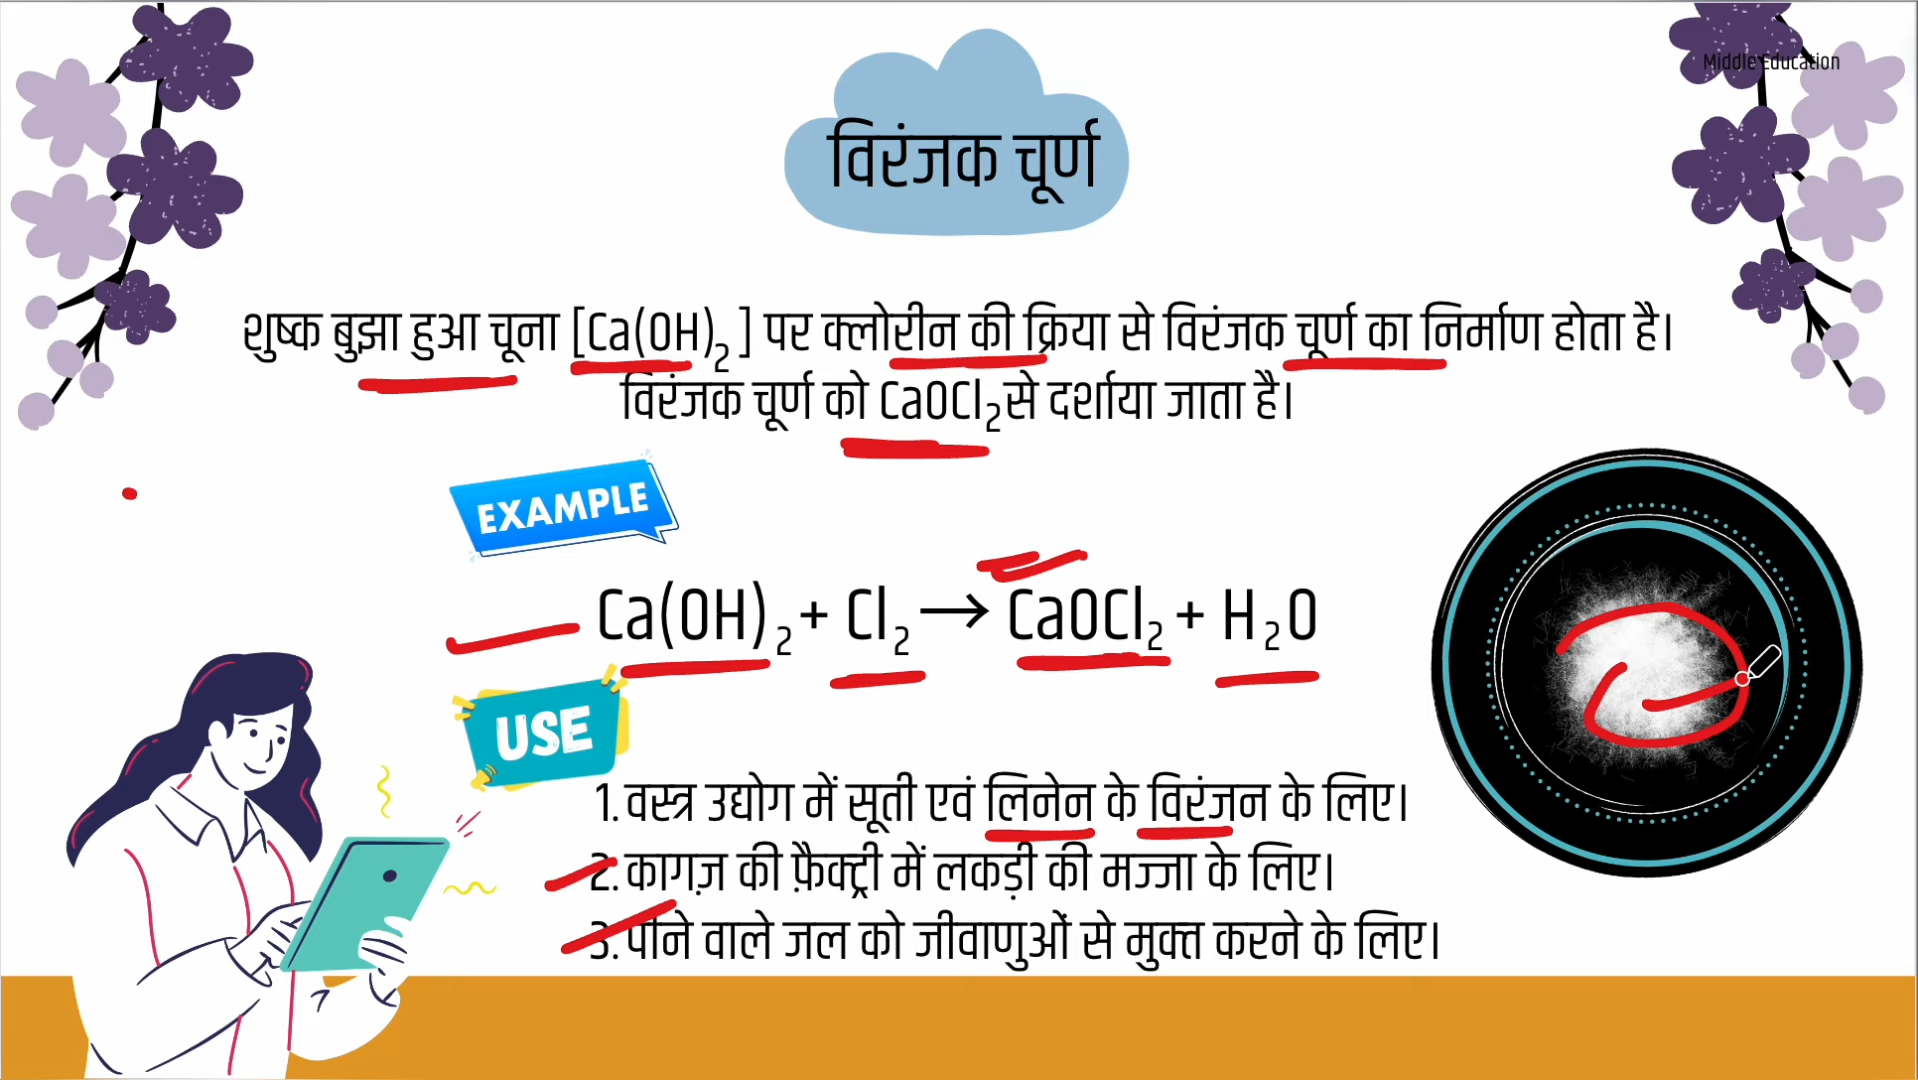 Middle Education
विरंजक चूर्ण
शुष्क बुझा हुआ चूना [Ca(OH)₂ ] पर क्लोरीन की क्रिया से विरंजक चूर्ण का निर्माण होता है।
विरंजक चूर्ण को CaOCl₂ से दर्शाया जाता है।
EXAMPLE
Ca(OH)₂ + Cl₂ → CaOCl₂ + H₂O
USE
1. वस्त्र उद्योग में सूती एवं लिनेन के विरंजन के लिए।
2. कागज़ की फ़ैक्ट्री में लकड़ी की मज्जा के लिए।
3. पीने वाले जल को जीवाणुओं से मुक्त करने के लिए।